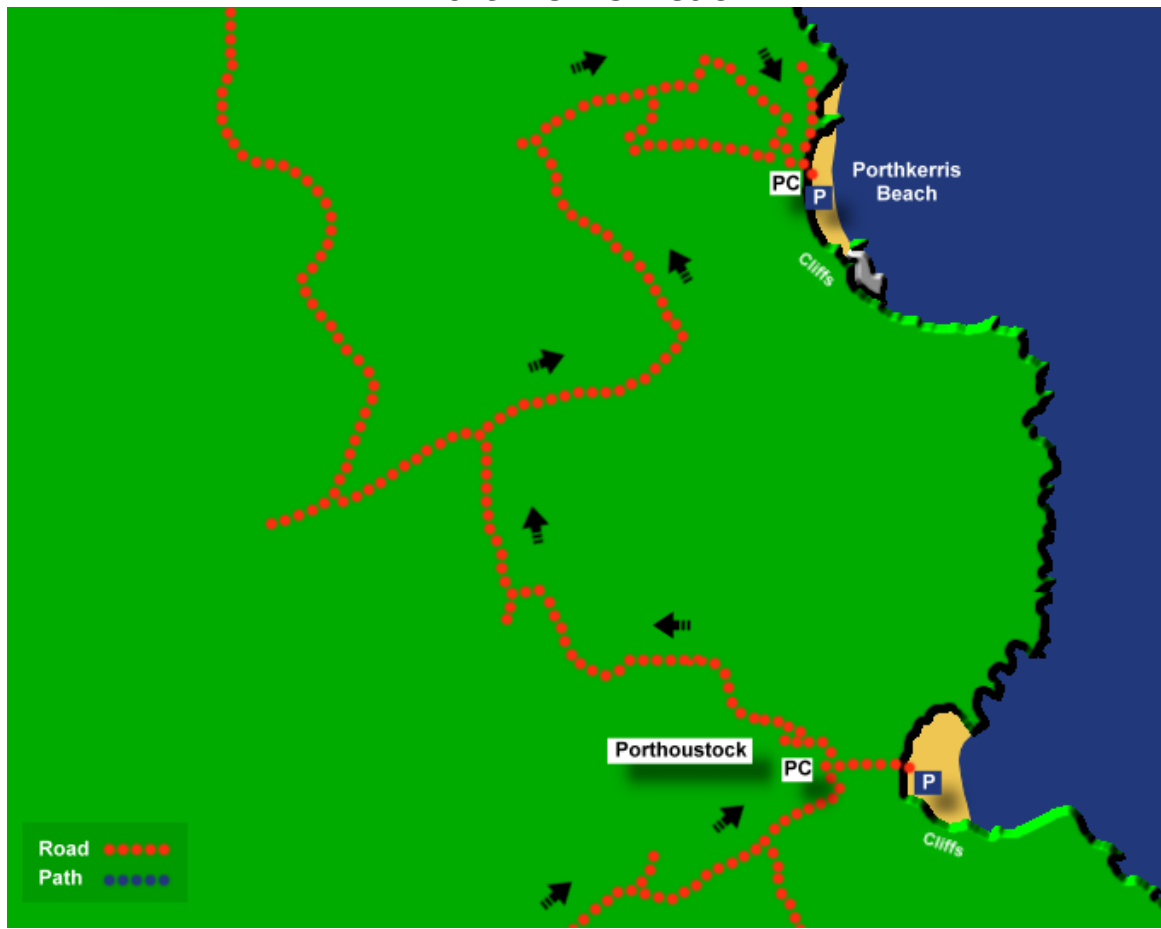 PC
P
Porthkerris
Beach
Cliffs
Porthoustock
PC
P
Cliffs
Road
Path